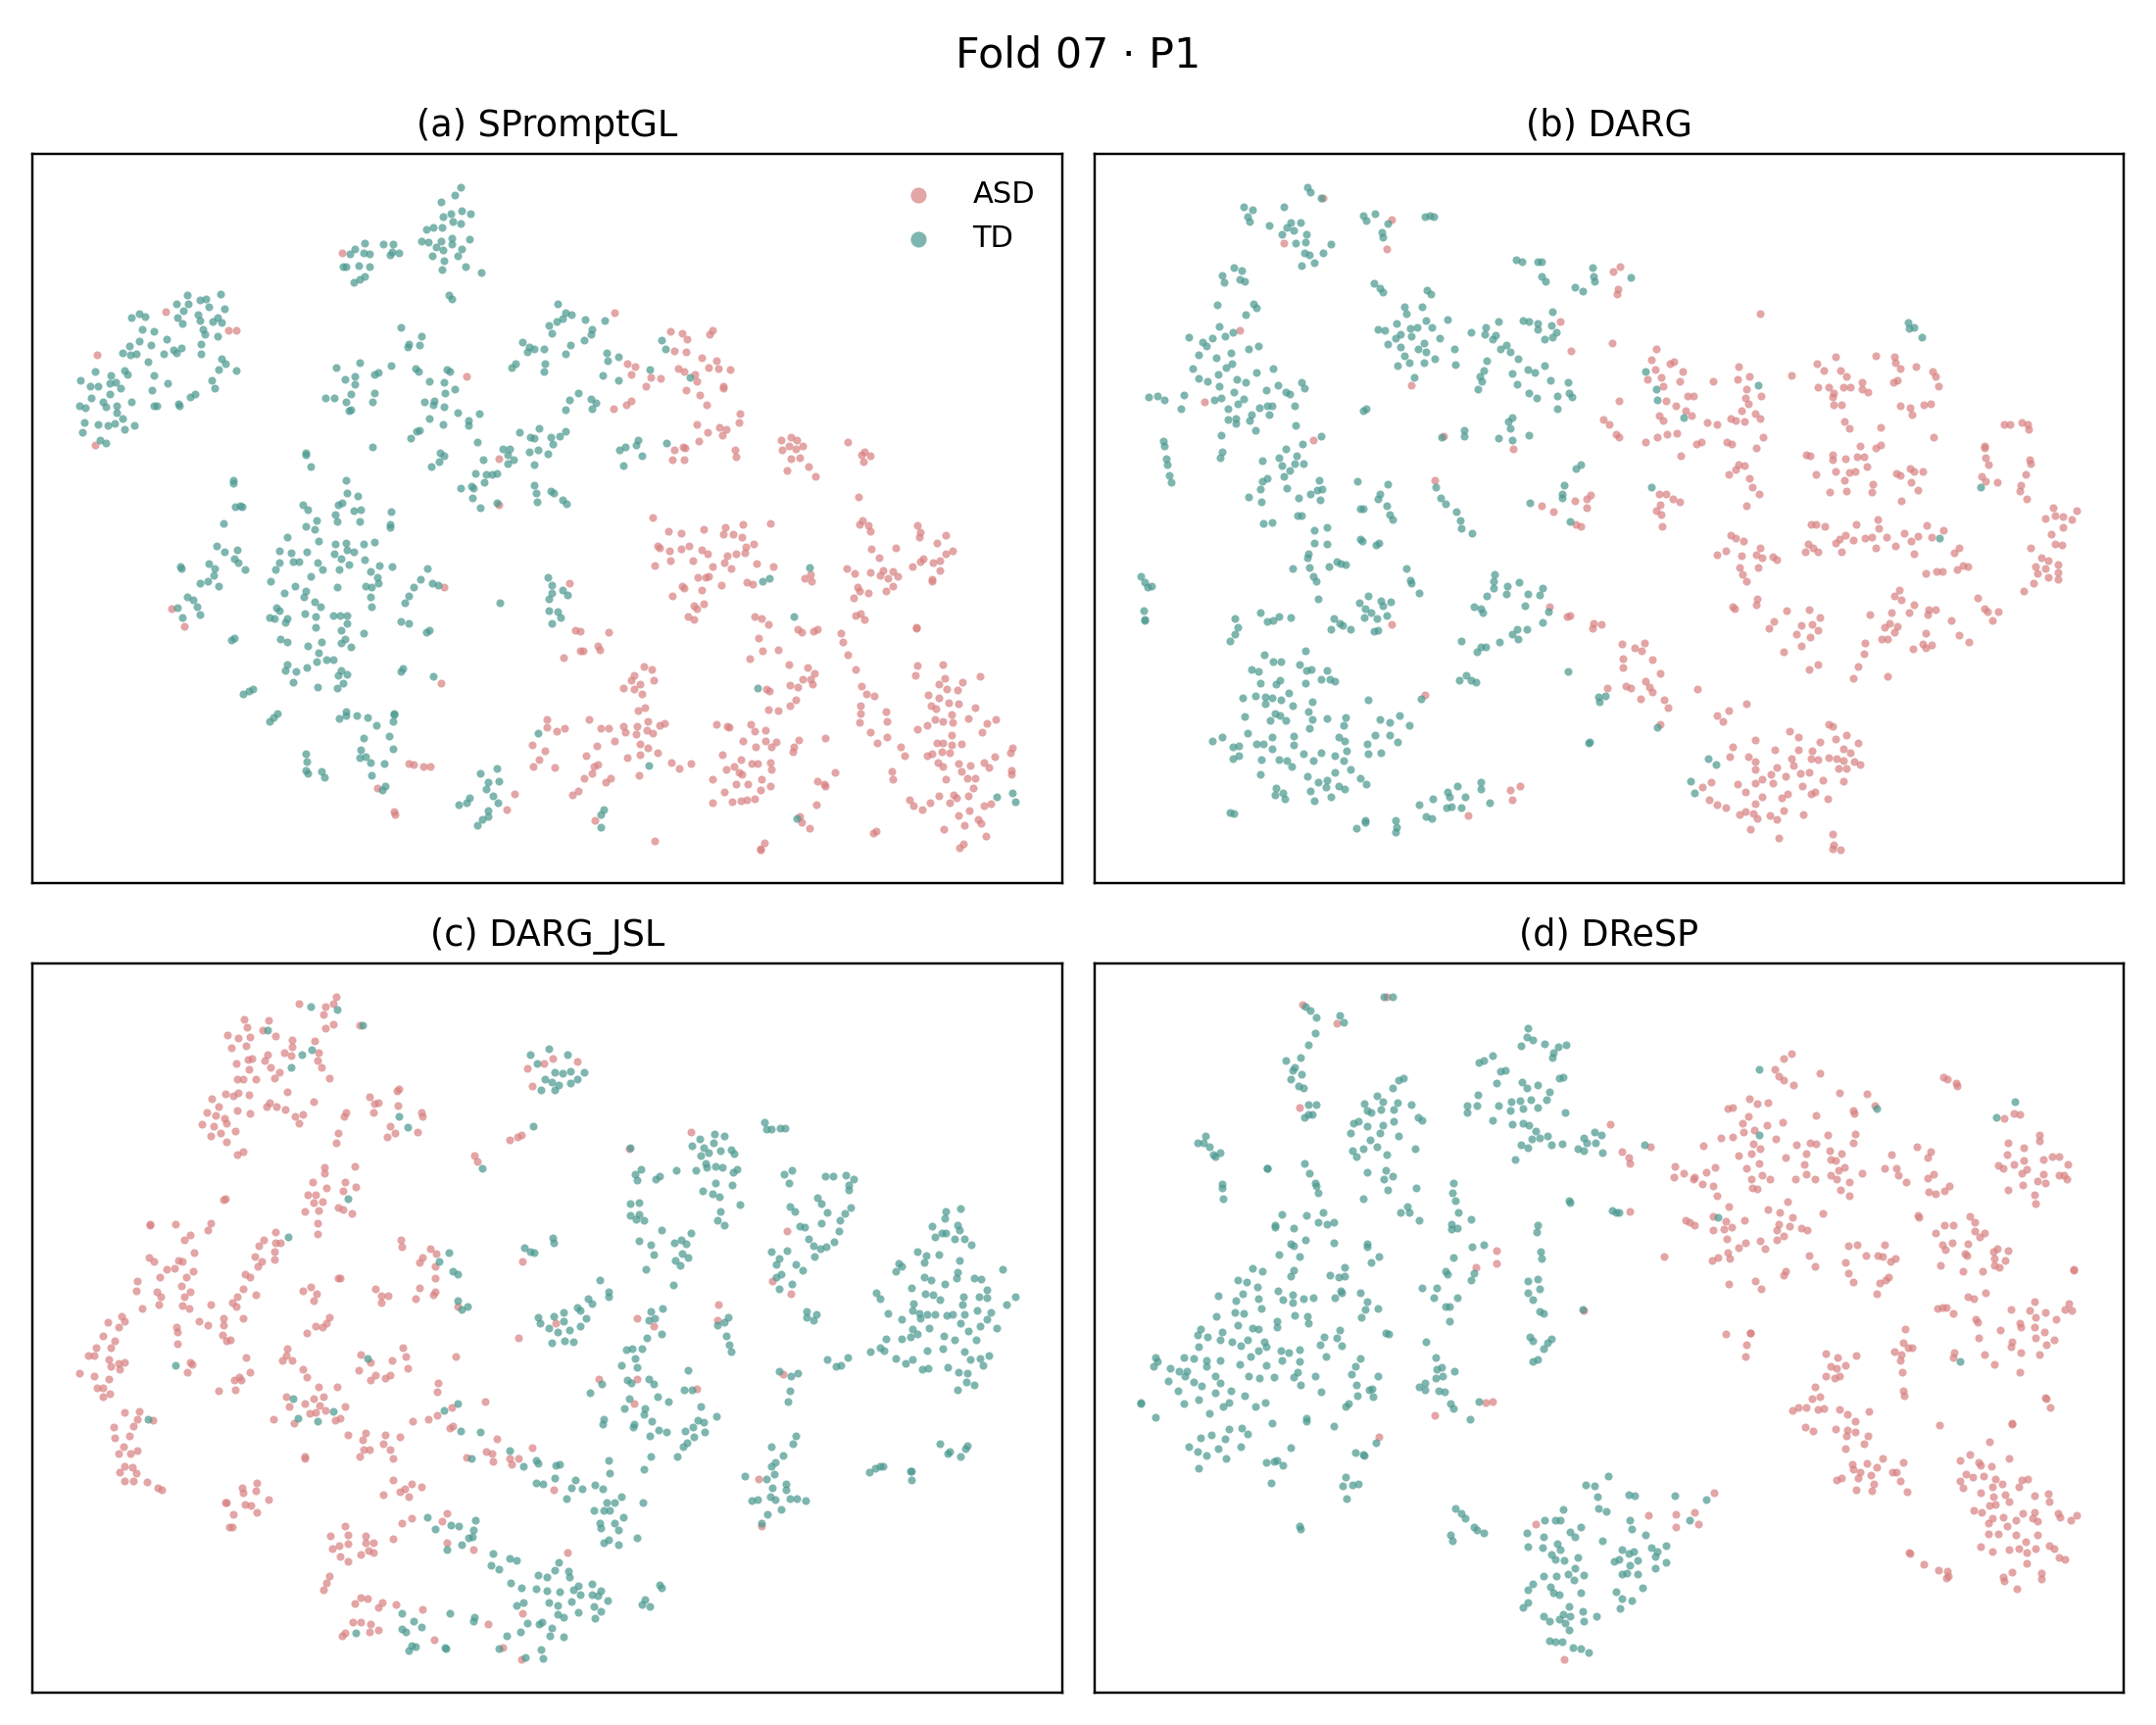 Fold 07 · P1
(a) SPromptGL
(b) DARG
ASD
TD
(c) DARG_JSL
(d) DReSP